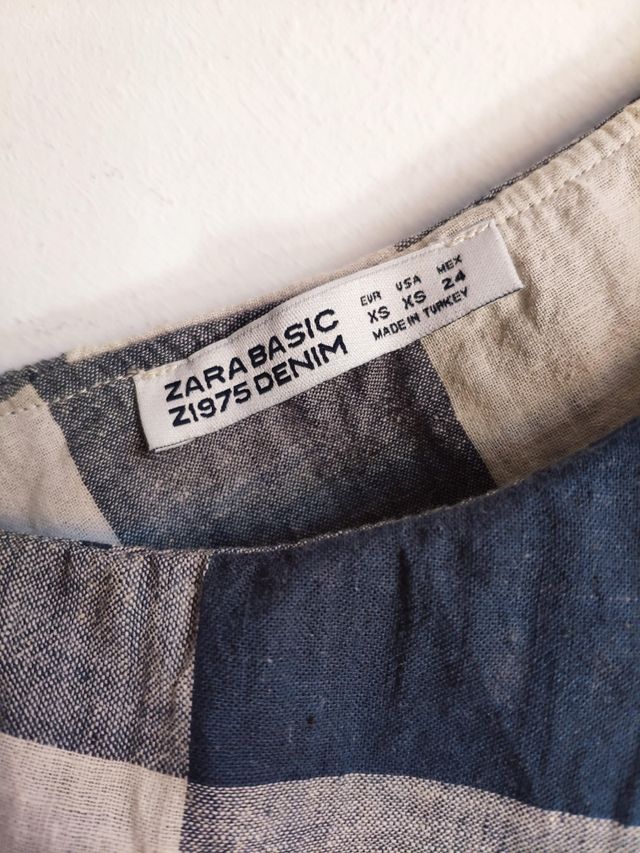 ZARA BASIC
Z1975 DENIM
EUR USA MEX
XS XS 24
MADE IN TURKEY